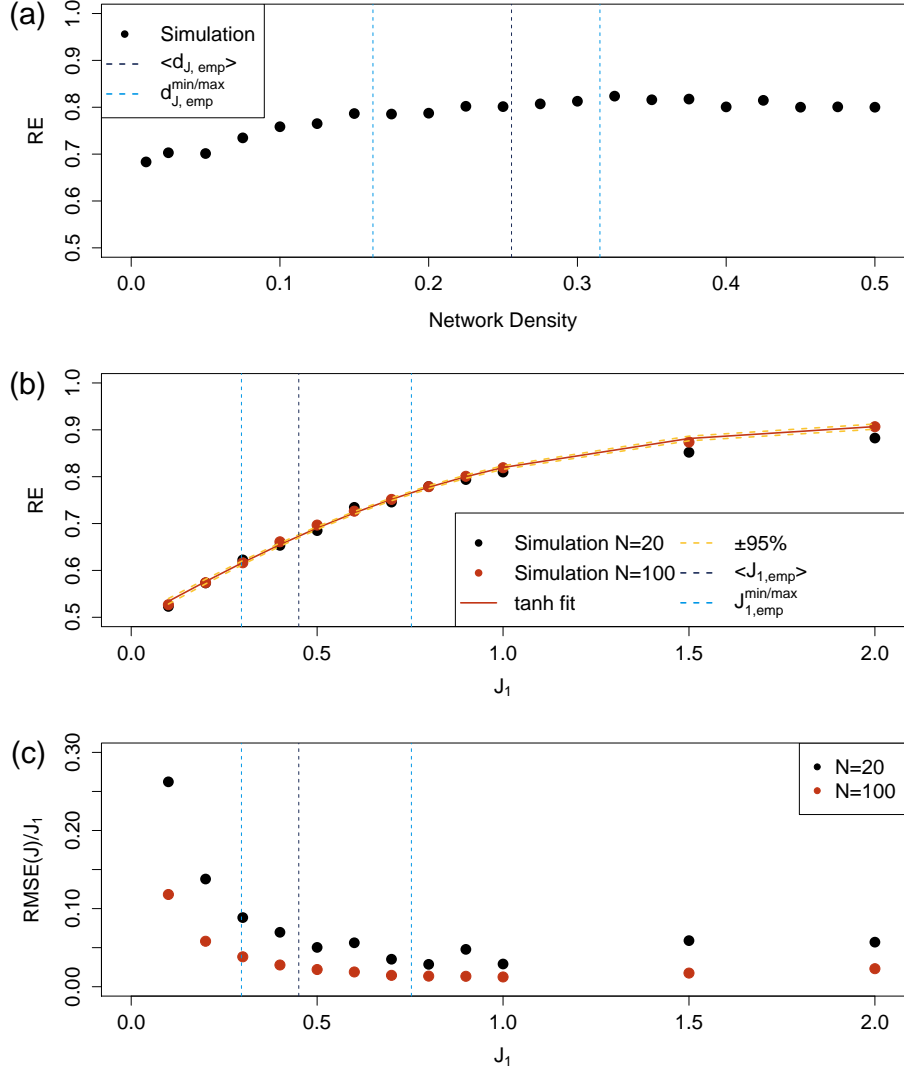 (a)
Simulation
<d_J, emp>
d_J, emp^min/max
RE
0.5 0.6 0.7 0.8 0.9 1.0
0.0 0.1 0.2 0.3 0.4 0.5
Network Density
(b)
RE
0.5 0.6 0.7 0.8 0.9 1.0
Simulation N=20
Simulation N=100
tanh fit
±95%
<J_1,emp>
J_1,emp^min/max
0.0 0.5 1.0 1.5 2.0
J_1
(c)
RMSE(J)/J_1
0.00 0.10 0.20 0.30
N=20
N=100
0.0 0.5 1.0 1.5 2.0
J_1